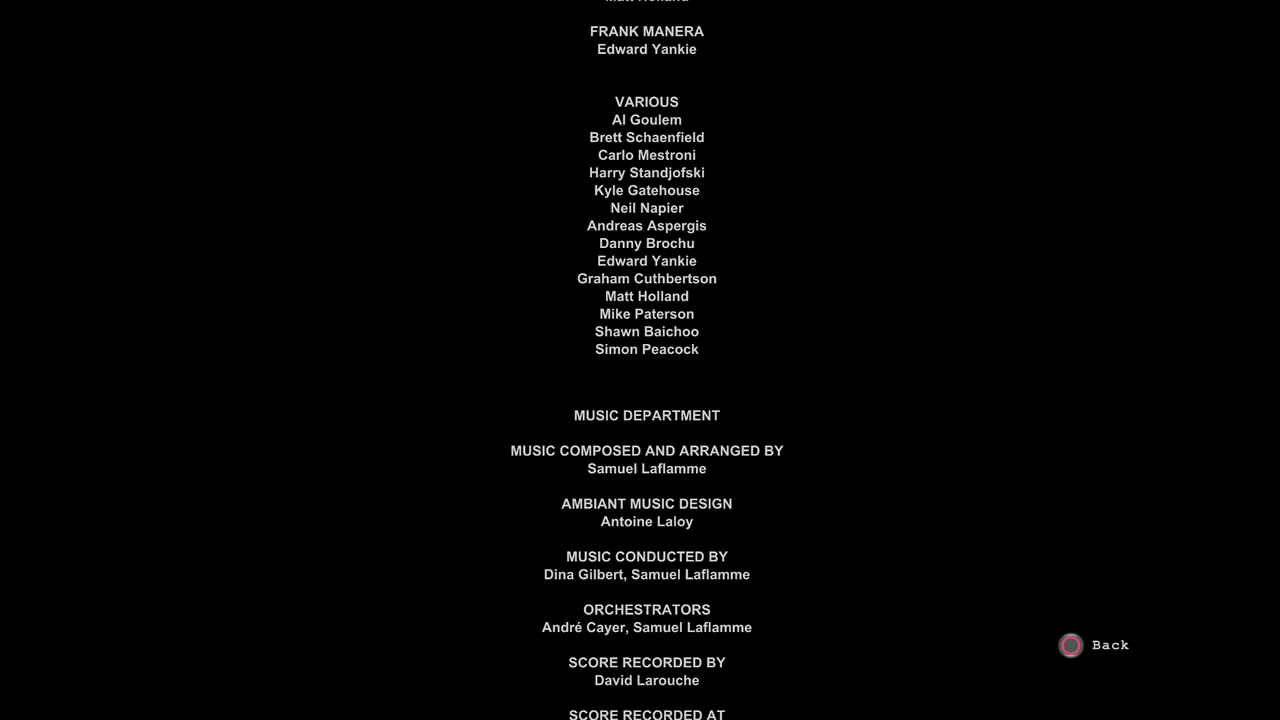 Matt Holland
FRANK MANERA
Edward Yankie
VARIOUS
Al Goulem
Brett Schaenfield
Carlo Mestroni
Harry Standjofski
Kyle Gatehouse
Neil Napier
Andreas Aspergis
Danny Brochu
Edward Yankie
Graham Cuthbertson
Matt Holland
Mike Paterson
Shawn Baichoo
Simon Peacock
MUSIC DEPARTMENT
MUSIC COMPOSED AND ARRANGED BY
Samuel Laflamme
AMBIANT MUSIC DESIGN
Antoine Laloy
MUSIC CONDUCTED BY
Dina Gilbert, Samuel Laflamme
ORCHESTRATORS
André Cayer, Samuel Laflamme
Back
SCORE RECORDED BY
David Larouche
SCORE RECORDED AT